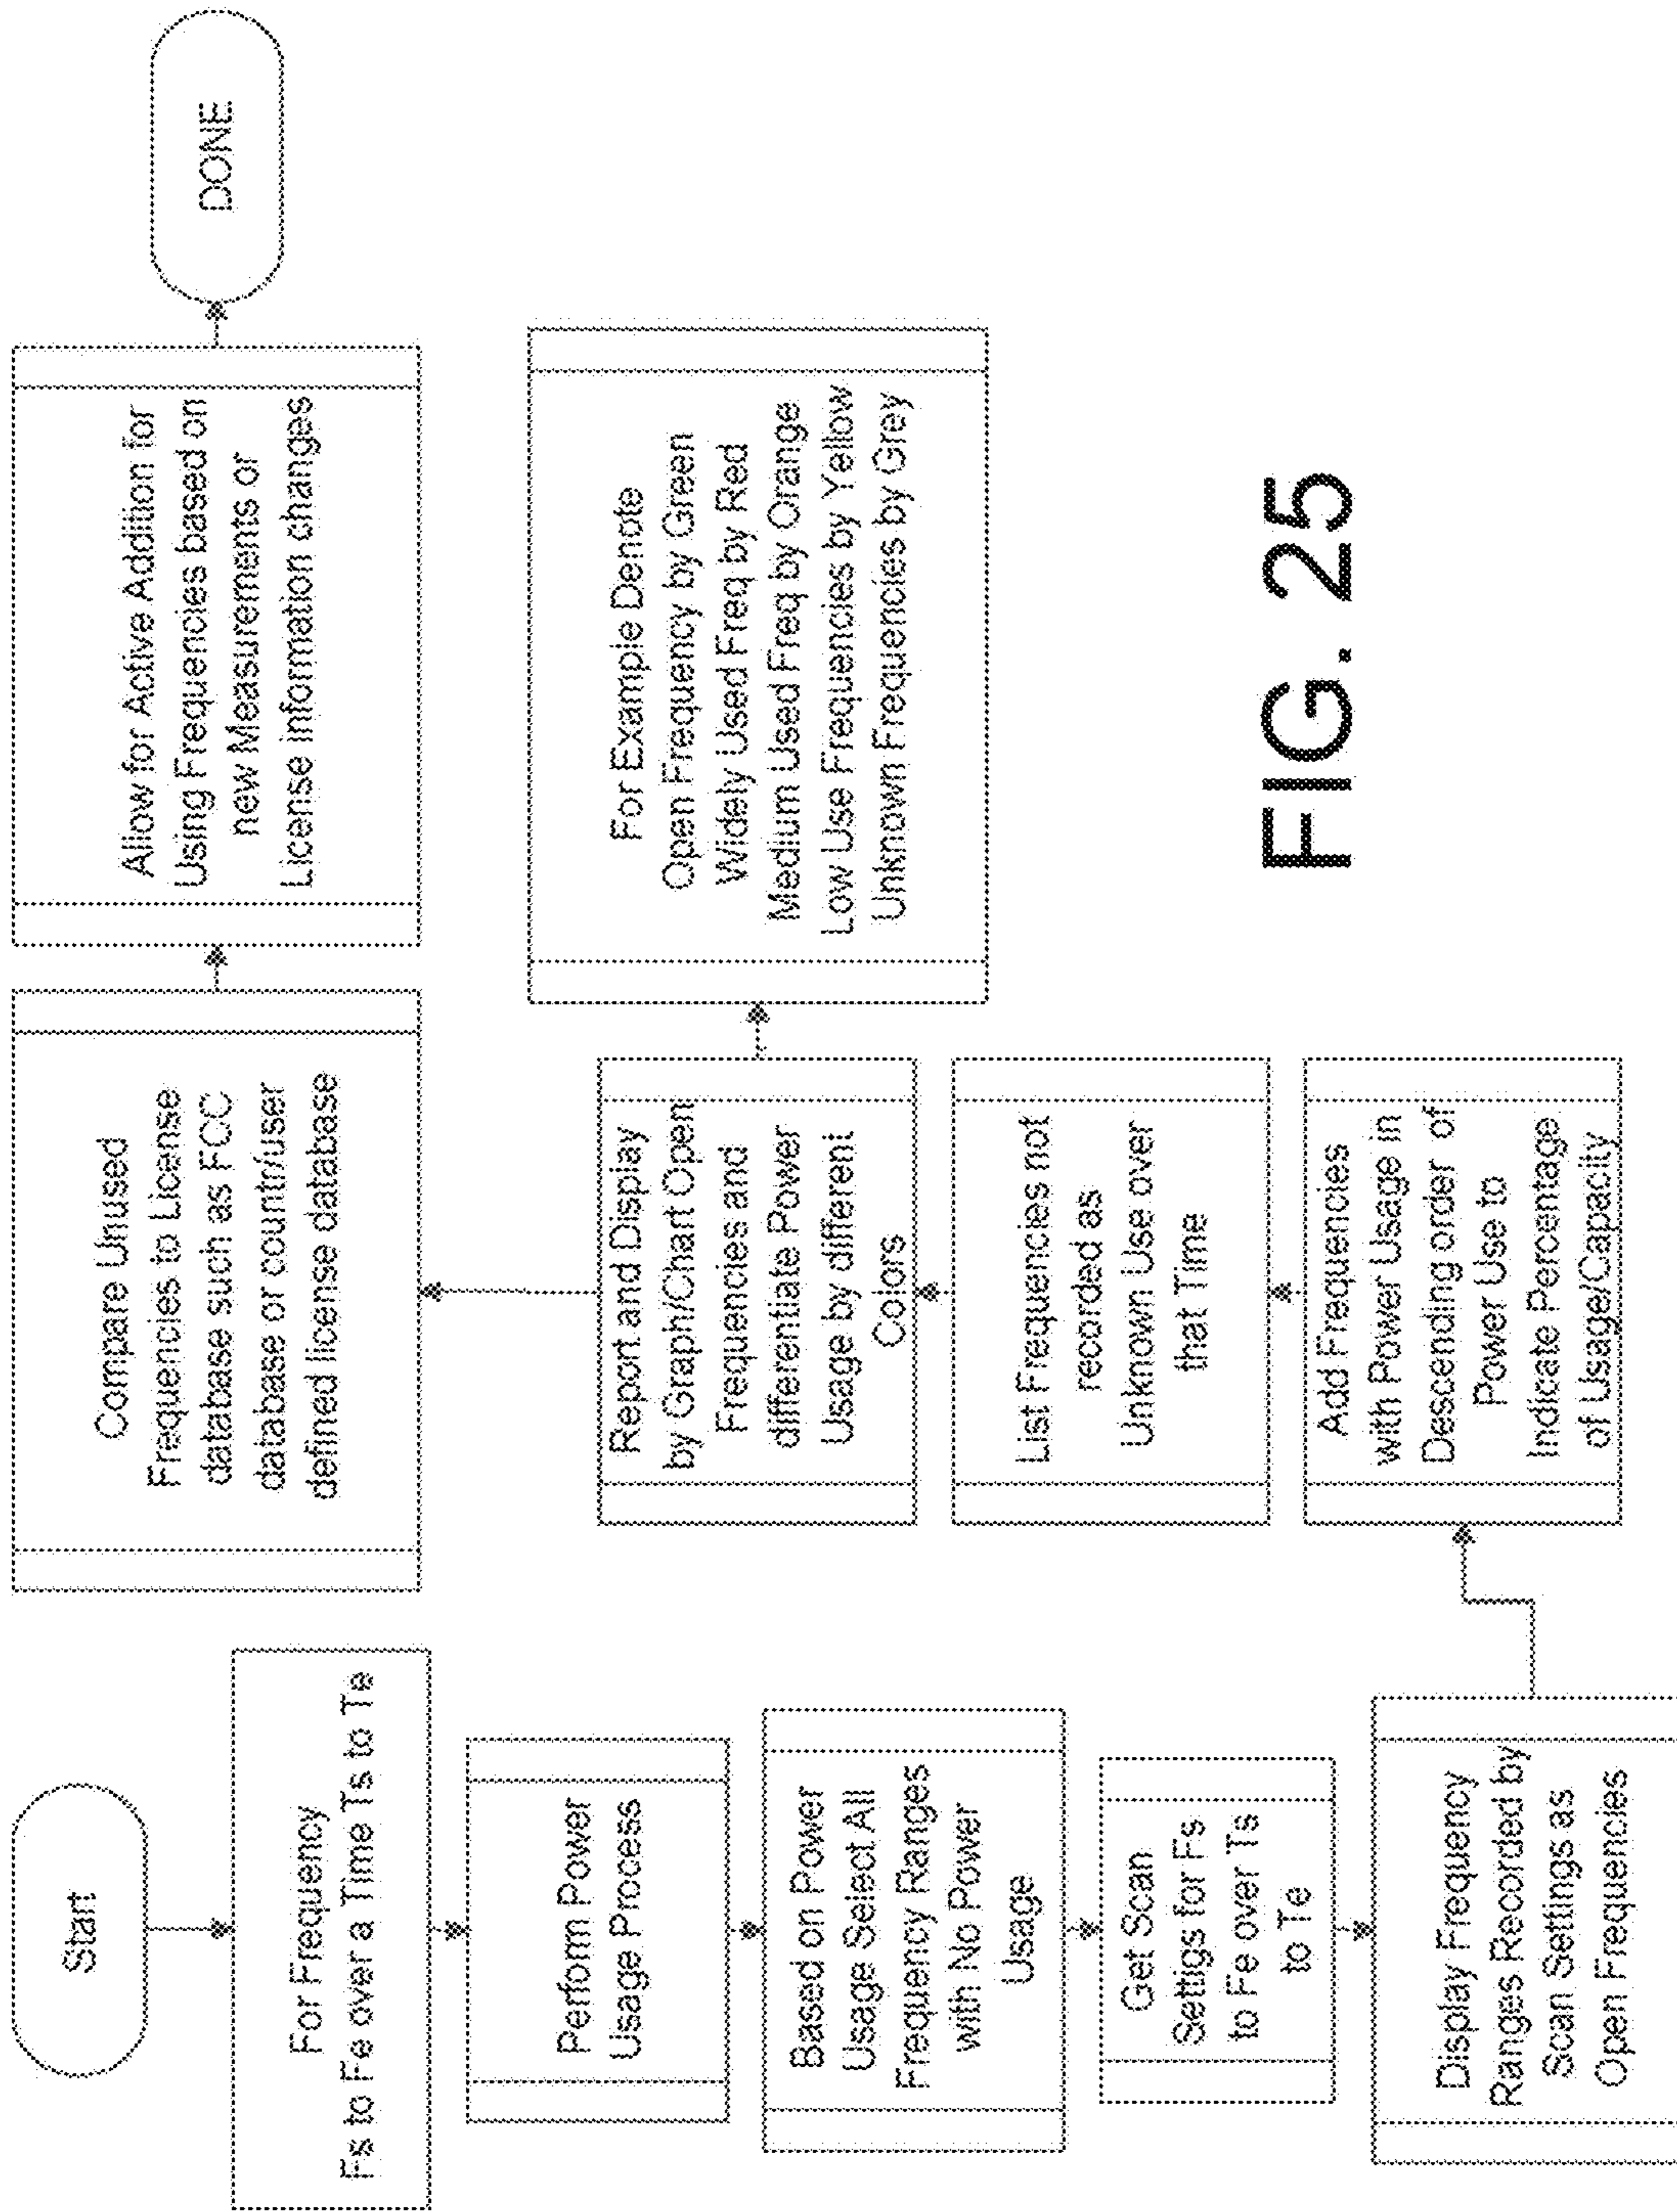 Start
For Frequency
Fs to Fe over a Time Ts to Te
Perform Power
Usage Process
Based on Power
Usage Select All
Frequency Ranges
with No Power
Usage
Get Scan
Settigs for Fs
to Fe over Ts
to Te
Display Frequency
Ranges Recorded by
Scan Settings as
Open Frequencies
Add Frequencies
with Power Usage in
Descending order of
Power Use to
Indicate Percentage
of Usage/Capacity
List Frequencies not
recorded as
Unknown Use over
that Time
Report and Display
by Graph/Chart Open
Frequencies and
differentiate Power
Usage by different
Colors
For Example Denote
Open Frequency by Green
Widely Used Freq by Red
Medium Used Freq by Orange
Low Use Frequencies by Yellow
Unknown Frequencies by Grey
Compare Unused
Frequencies to License
database such as FCC
database or countr/user
defined license database
Allow for Active Addition for
Using Frequencies based on
new Measurements or
License information changes
DONE
FIG. 25